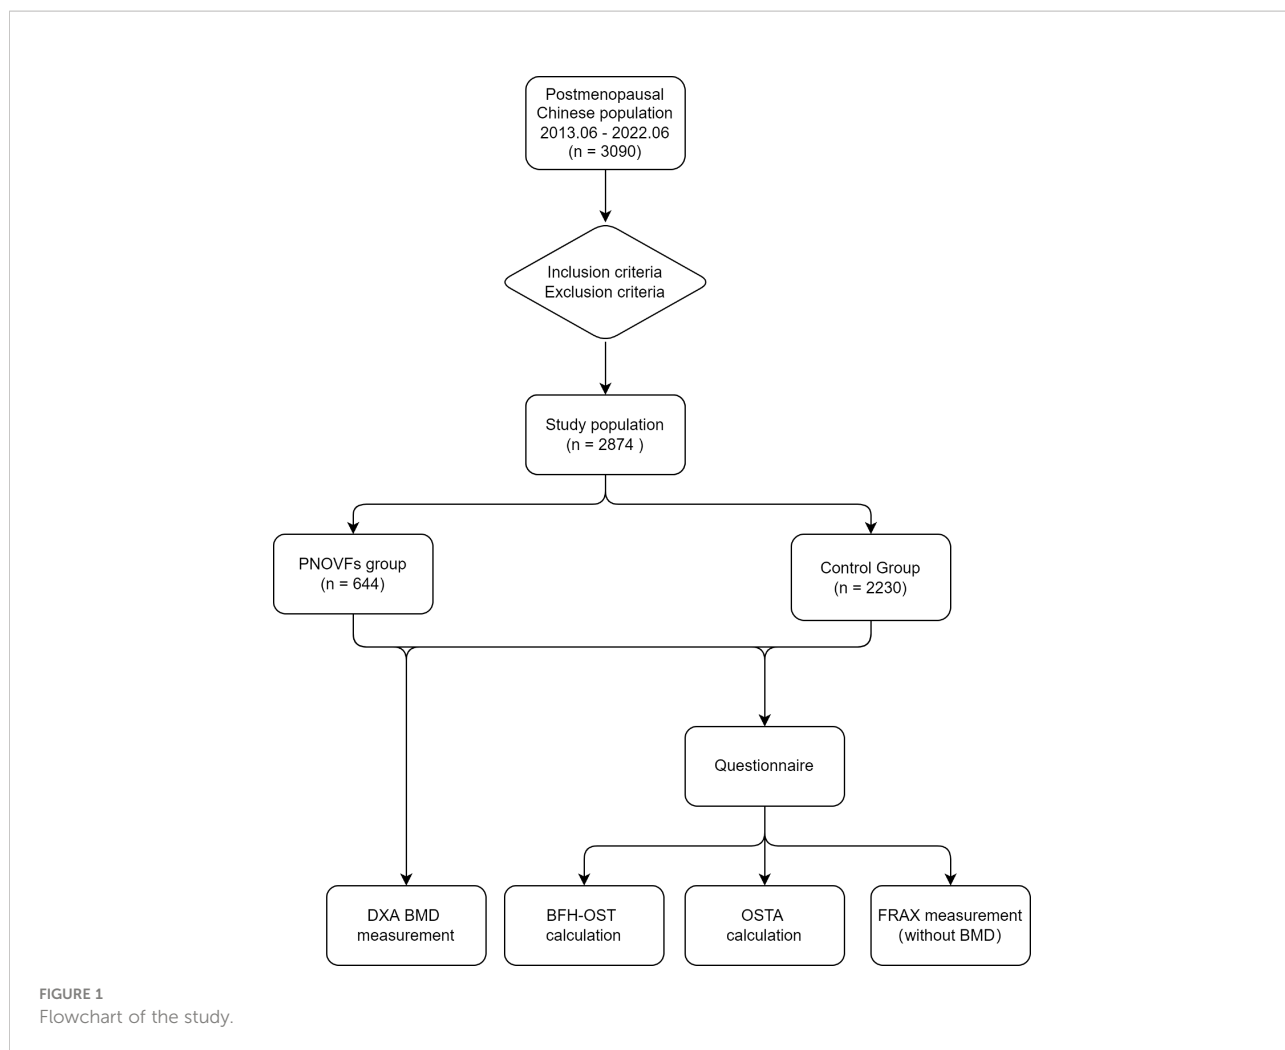 Postmenopausal
Chinese population
2013.06 - 2022.06
(n = 3090)
Inclusion criteria
Exclusion criteria
Study population
(n = 2874 )
PNOVFs group
(n = 644)
Control Group
(n = 2230)
Questionnaire
DXA BMD
measurement
BFH-OST
calculation
OSTA
calculation
FRAX measurement
(without BMD)
FIGURE 1
Flowchart of the study.